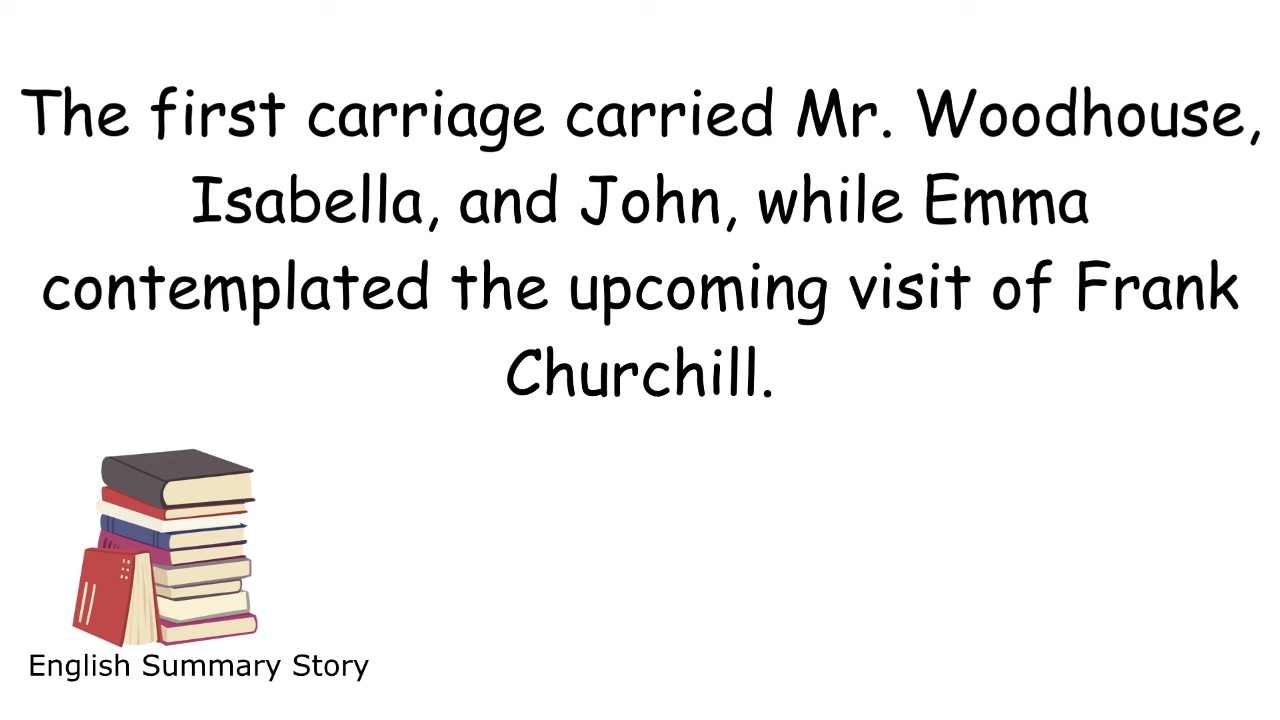 The first carriage carried Mr. Woodhouse,
Isabella, and John, while Emma
contemplated the upcoming visit of Frank
Churchill.
English Summary Story